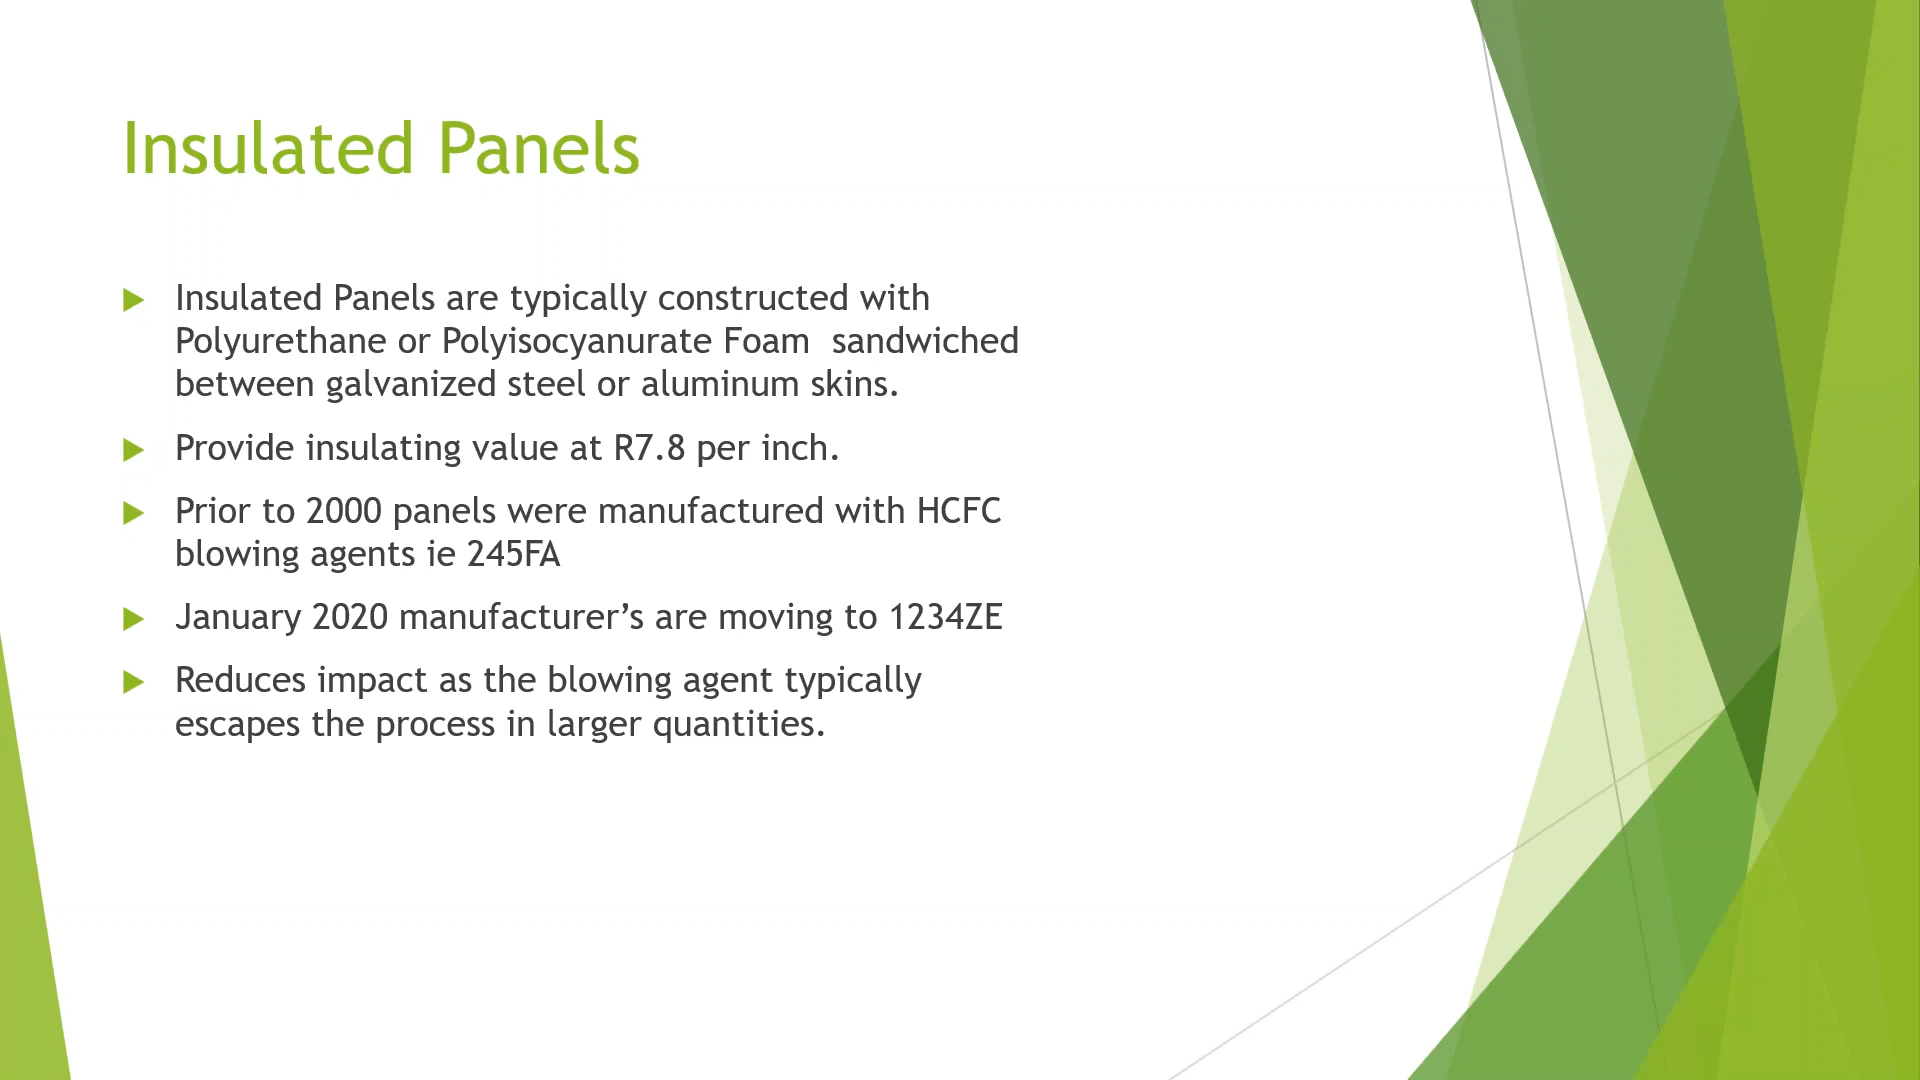 Insulated Panels
Insulated Panels are typically constructed with
Polyurethane or Polyisocyanurate Foam  sandwiched
between galvanized steel or aluminum skins.
Provide insulating value at R7.8 per inch.
Prior to 2000 panels were manufactured with HCFC
blowing agents ie 245FA
January 2020 manufacturer’s are moving to 1234ZE
Reduces impact as the blowing agent typically
escapes the process in larger quantities.